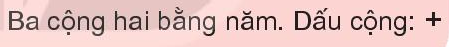 Ba cộng hai bằng năm. Dấu cộng: +